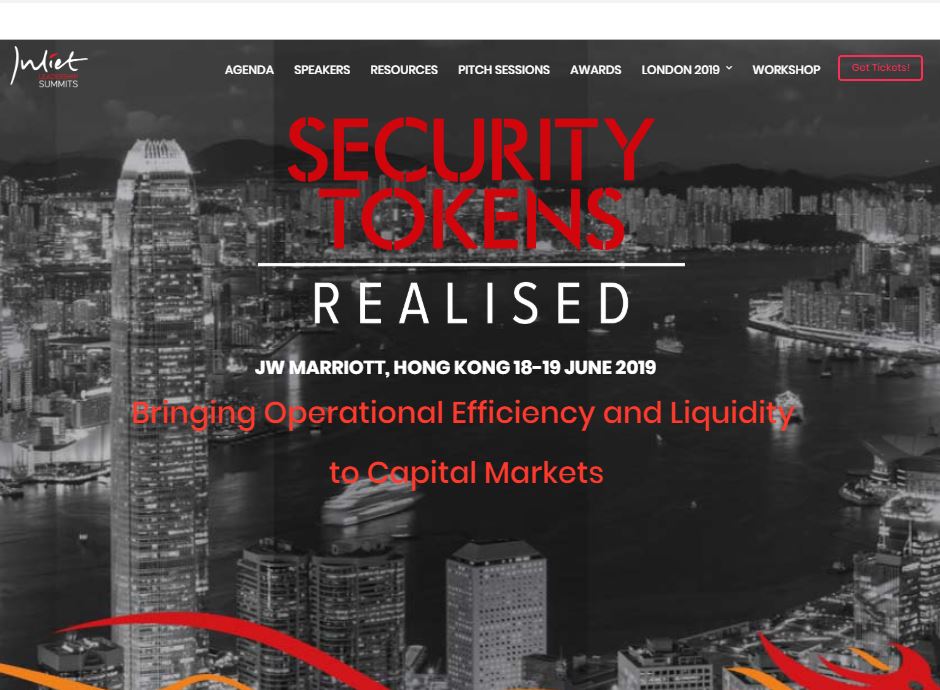 Juliet
LEADERSHIP
SUMMITS
AGENDA SPEAKERS RESOURCES PITCH SESSIONS AWARDS LONDON 2019 WORKSHOP Get Tickets!
SECURITY
TOKENS
REALISED
JW MARRIOTT, HONG KONG 18-19 JUNE 2019
Bringing Operational Efficiency and Liquidity
to Capital Markets